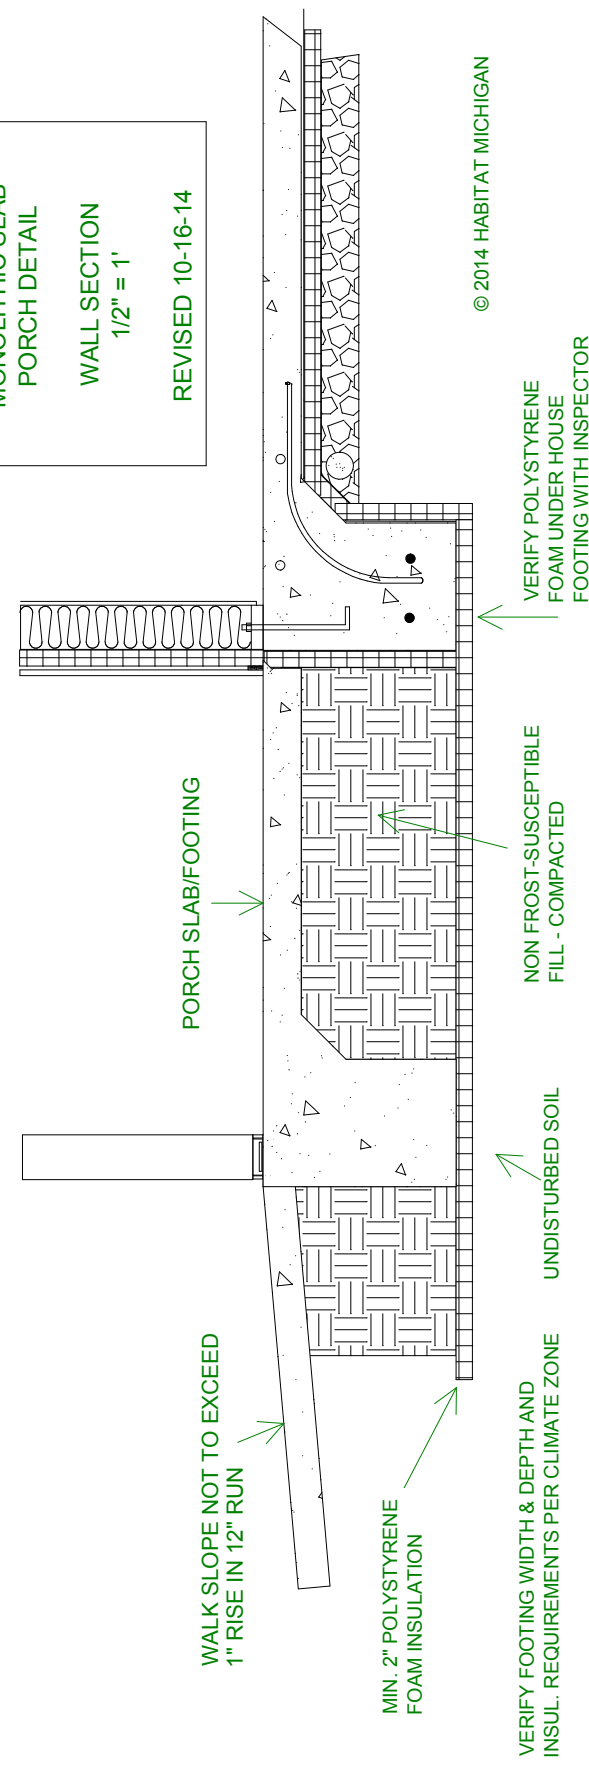 PORCH DETAIL
WALL SECTION
1/2" = 1'
REVISED 10-16-14
WALK SLOPE NOT TO EXCEED
1" RISE IN 12" RUN
PORCH SLAB/FOOTING
MIN. 2" POLYSTYRENE
FOAM INSULATION
© 2014 HABITAT MICHIGAN
VERIFY FOOTING WIDTH & DEPTH AND
INSUL. REQUIREMENTS PER CLIMATE ZONE
UNDISTURBED SOIL
NON FROST-SUSCEPTIBLE
FILL - COMPACTED
VERIFY POLYSTYRENE
FOAM UNDER HOUSE
FOOTING WITH INSPECTOR